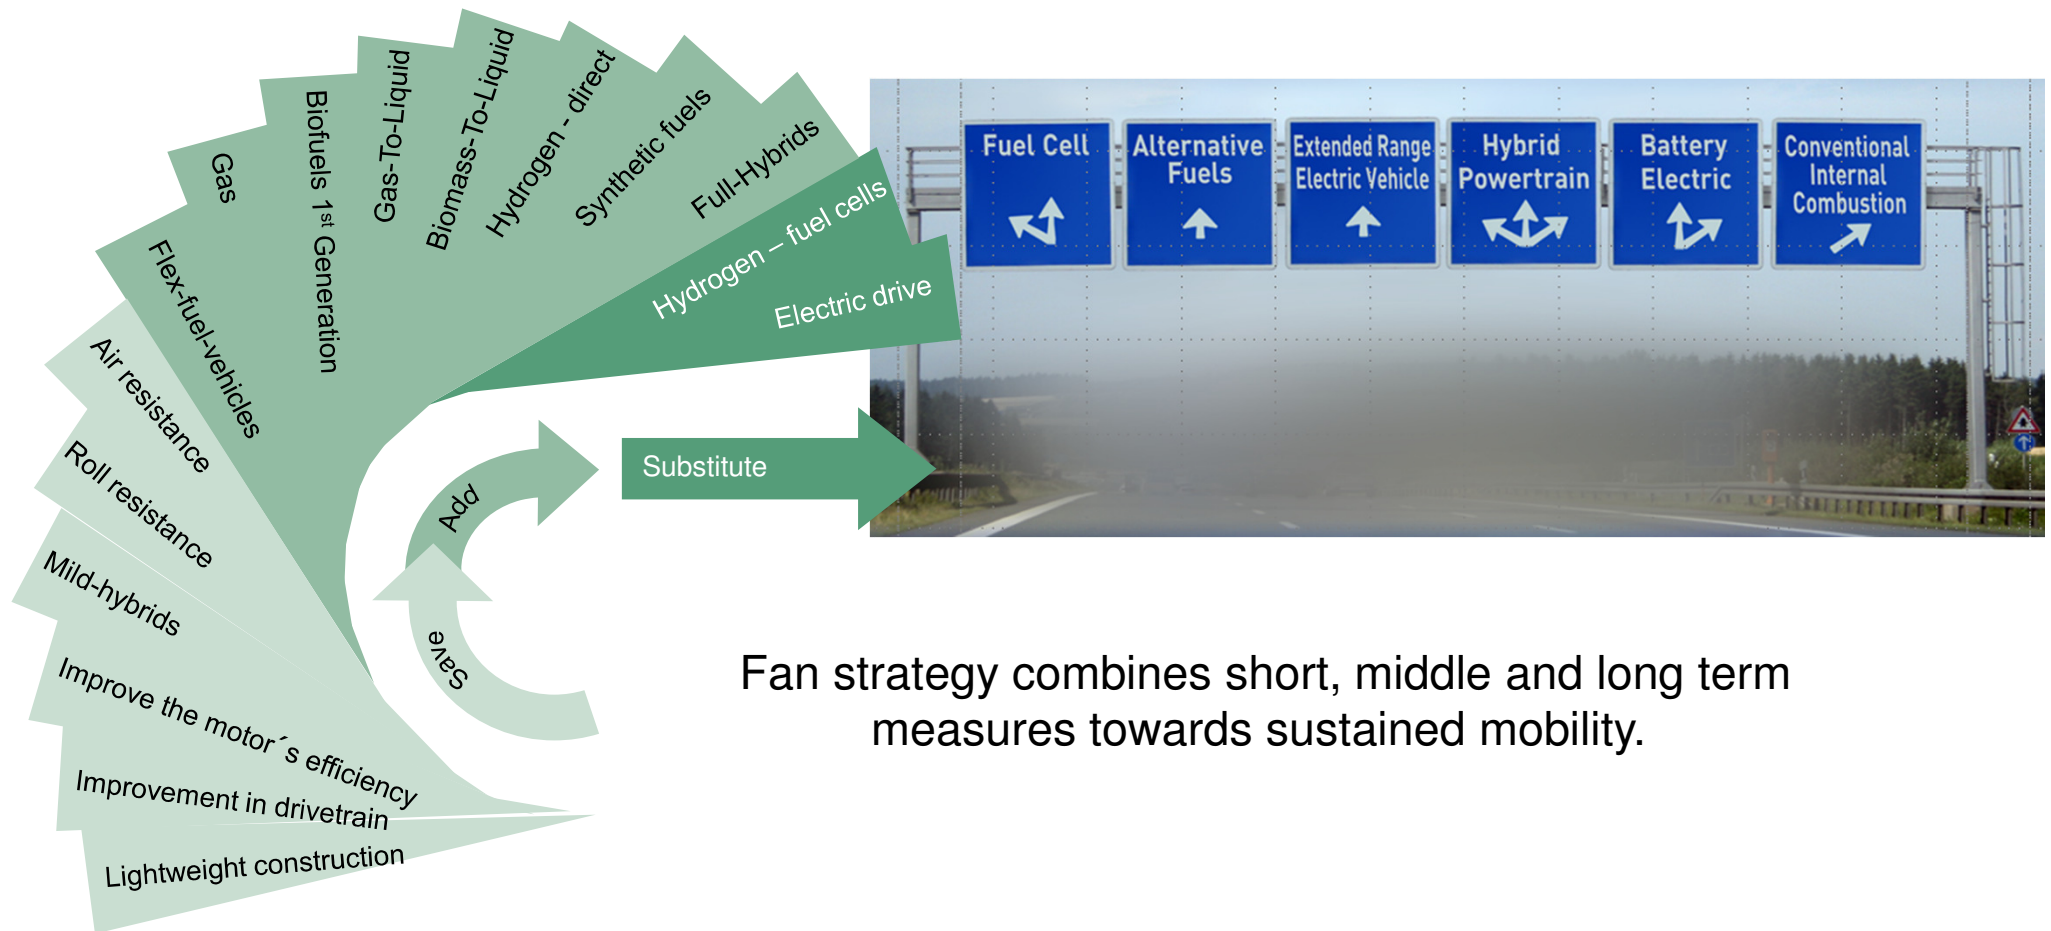 Lightweight construction
Improvement in drivetrain
Improve the motor´s efficiency
Mild-hybrids
Roll resistance
Air resistance
Flex-fuel-vehicles
Gas
Biofuels 1st Generation
Gas-To-Liquid
Biomass-To-Liquid
Hydrogen - direct
Synthetic fuels
Full-Hybrids
Hydrogen – fuel cells
Electric drive
Save
Add
Substitute
Fuel Cell
Alternative
Fuels
Extended Range
Electric Vehicle
Hybrid
Powertrain
Battery
Electric
Conventional
Internal
Combustion
Fan strategy combines short, middle and long term
measures towards sustained mobility.